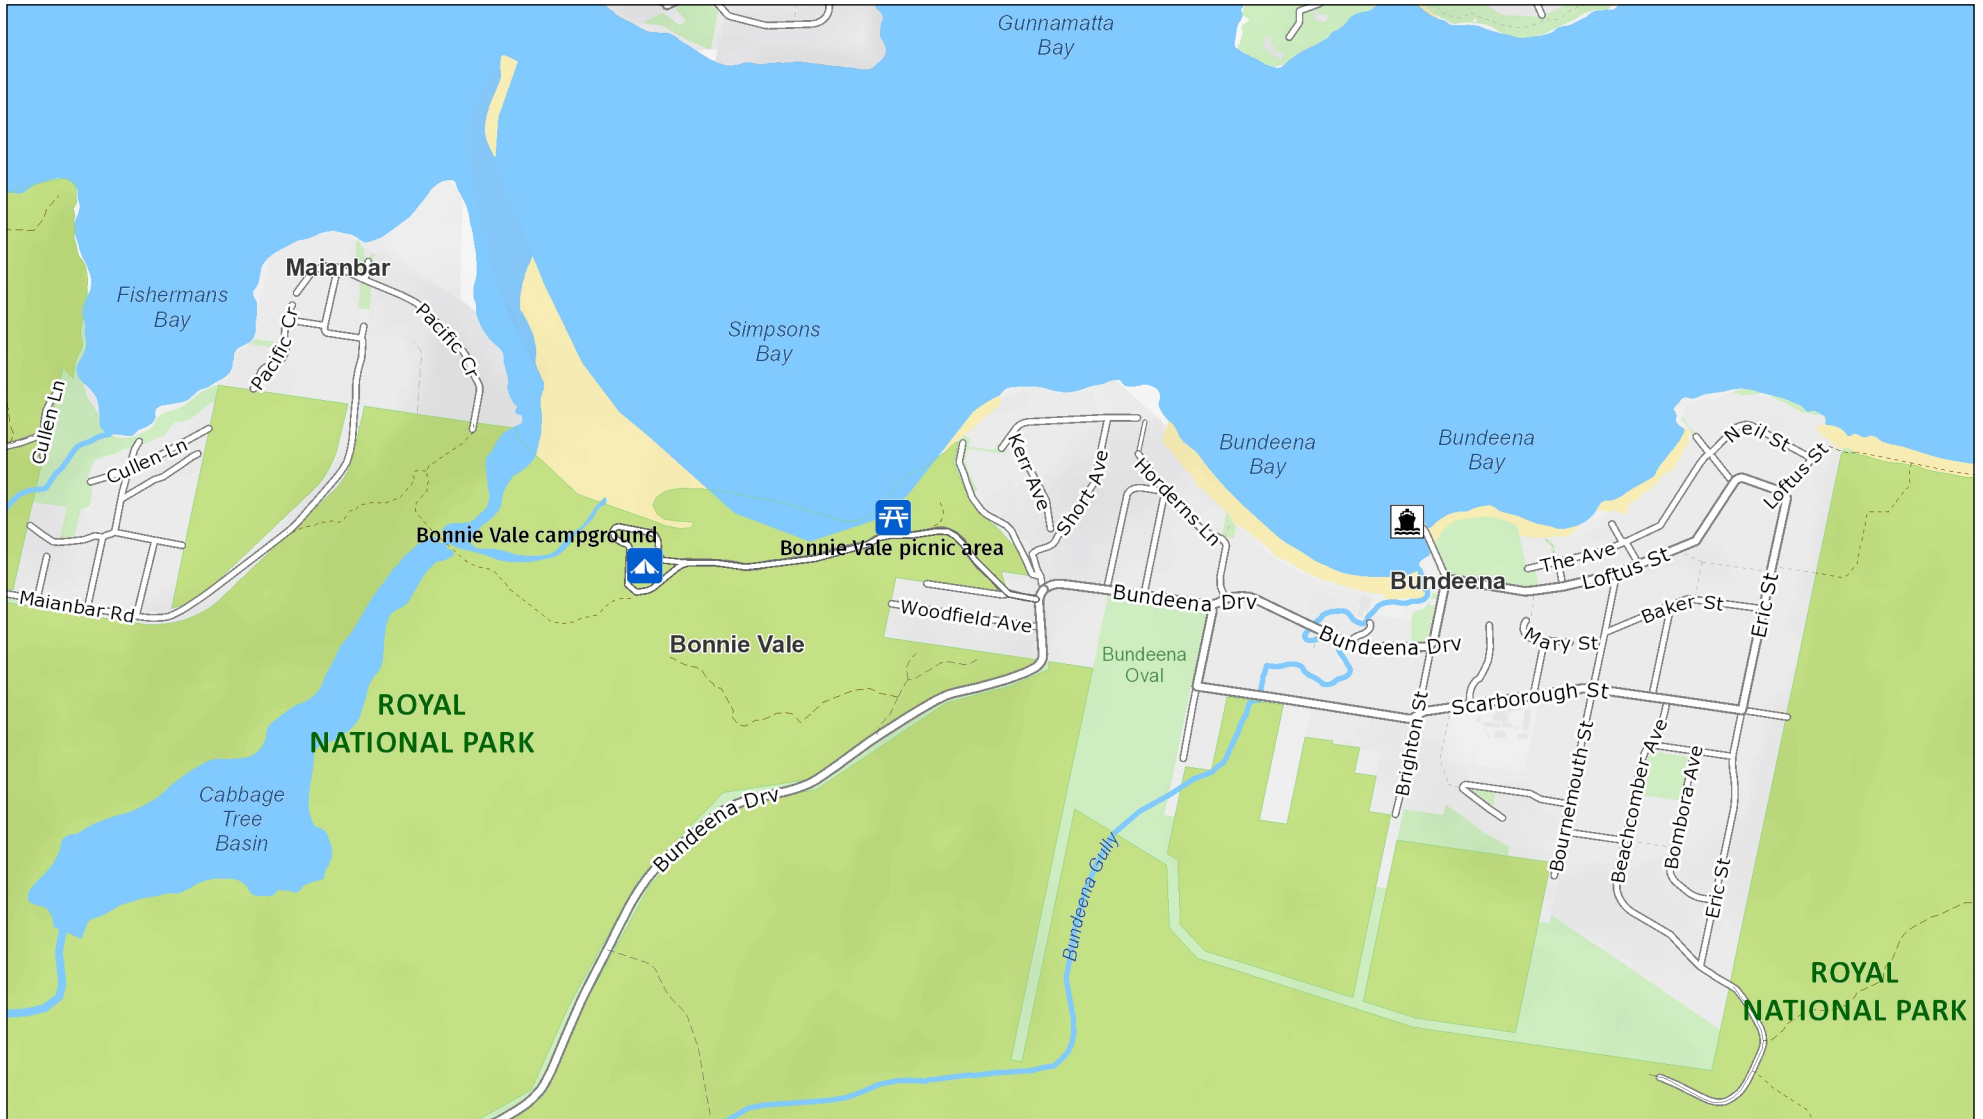 Gunnamatta
Bay
Maianbar
Fishermans
Bay
Pacific Cr
Pacific Cr
Simpsons
Bay
Cullen Ln
Cullen Ln
Kerr Ave
Short Ave
Horderns Ln
Bundeena
Bay
Bundeena
Bay
Neil St
Loftus St
Bonnie Vale campground
Bonnie Vale picnic area
The Ave
Loftus St
Bundeena
Maianbar Rd
Woodfield Ave
Bundeena Drv
Bundeena Drv
Baker St
Eric St
Mary St
Bonnie Vale
Bundeena
Oval
ROYAL
NATIONAL PARK
Scarborough St
Brighton St
Bournemouth St
Beachcomber Ave
Bombora Ave
Cabbage
Tree
Basin
Bundeena Drv
Bundeena Gully
Eric St
ROYAL
NATIONAL PARK